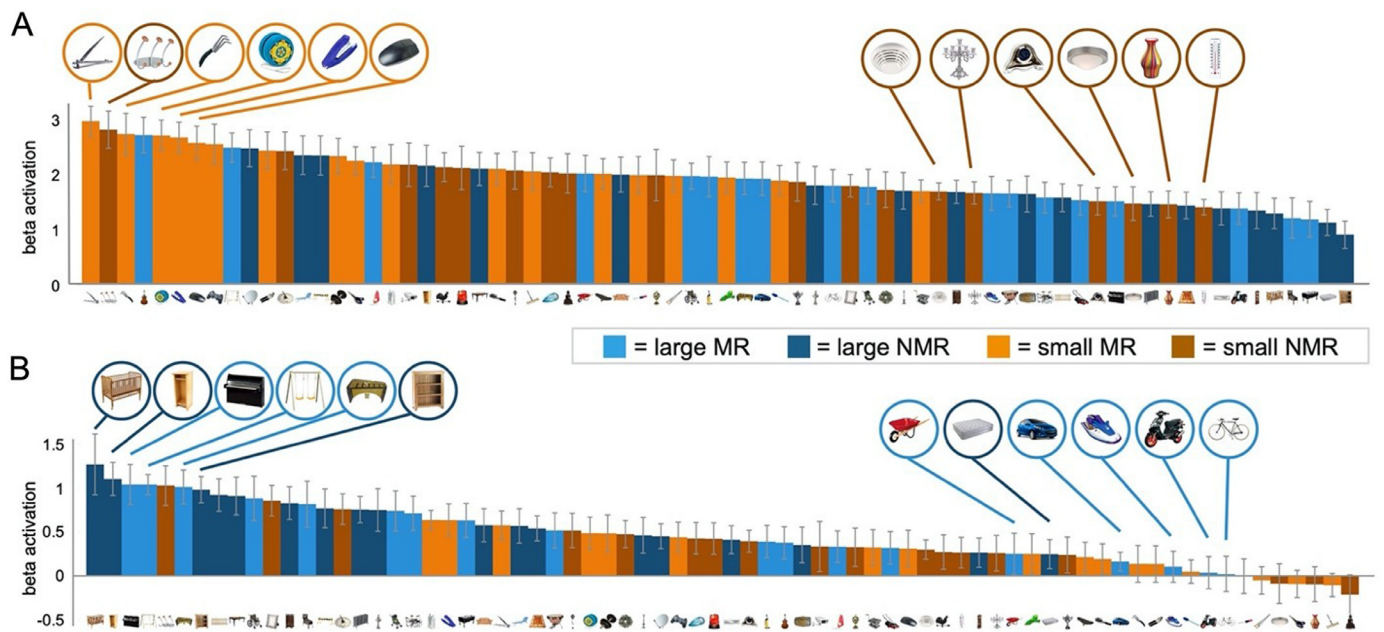 A
beta activation
3
2
1
0
= large MR = large NMR = small MR = small NMR
B
beta activation
1.5
1
0.5
0
-0.5